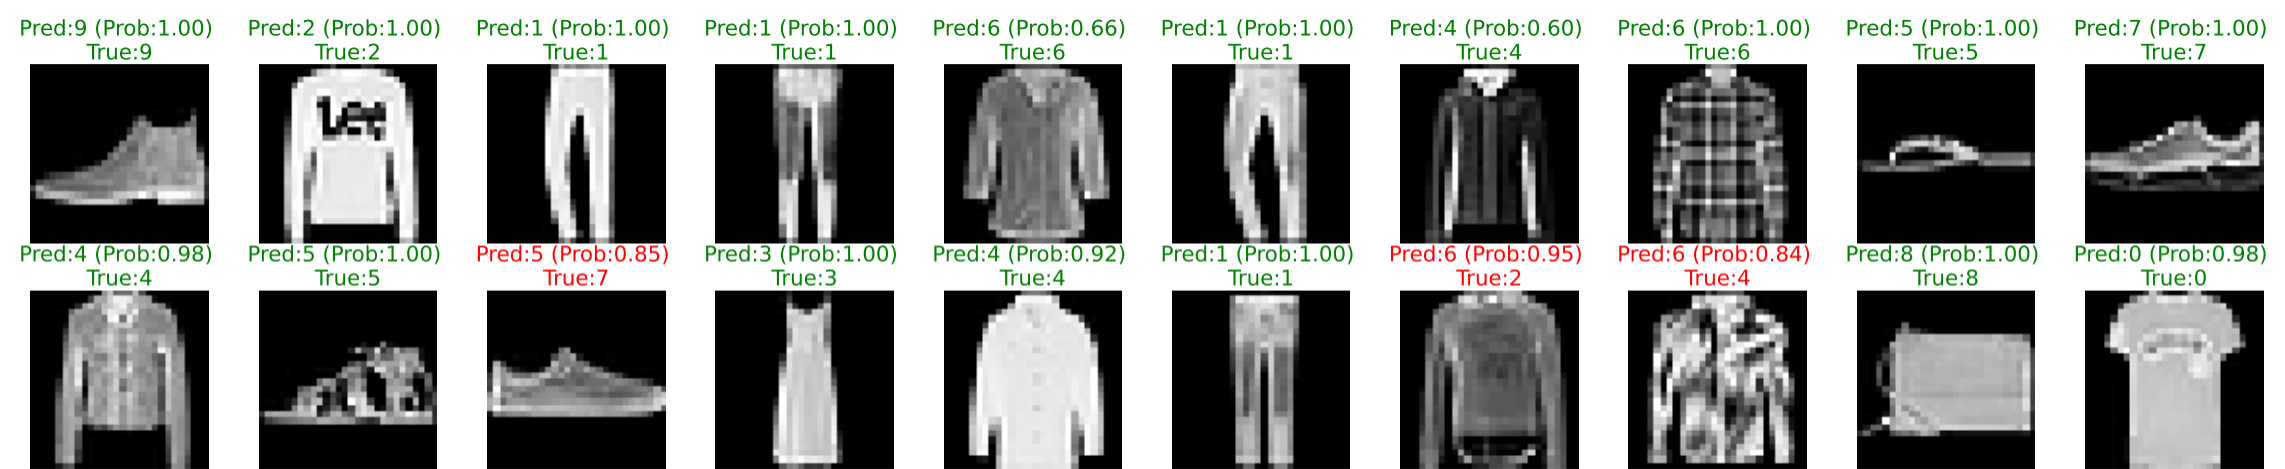 Pred:9 (Prob:1.00) Pred:2 (Prob:1.00) Pred:1 (Prob:1.00) Pred:1 (Prob:1.00) Pred:6 (Prob:0.66) Pred:1 (Prob:1.00) Pred:4 (Prob:0.60) Pred:6 (Prob:1.00) Pred:5 (Prob:1.00) Pred:7 (Prob:1.00)
True:9 True:2 True:1 True:1 True:6 True:1 True:4 True:6 True:5 True:7
Lee
Pred:4 (Prob:0.98) Pred:5 (Prob:1.00) Pred:5 (Prob:0.85) Pred:3 (Prob:1.00) Pred:4 (Prob:0.92) Pred:1 (Prob:1.00) Pred:6 (Prob:0.95) Pred:6 (Prob:0.84) Pred:8 (Prob:1.00) Pred:0 (Prob:0.98)
True:4 True:5 True:7 True:3 True:4 True:1 True:2 True:4 True:8 True:0